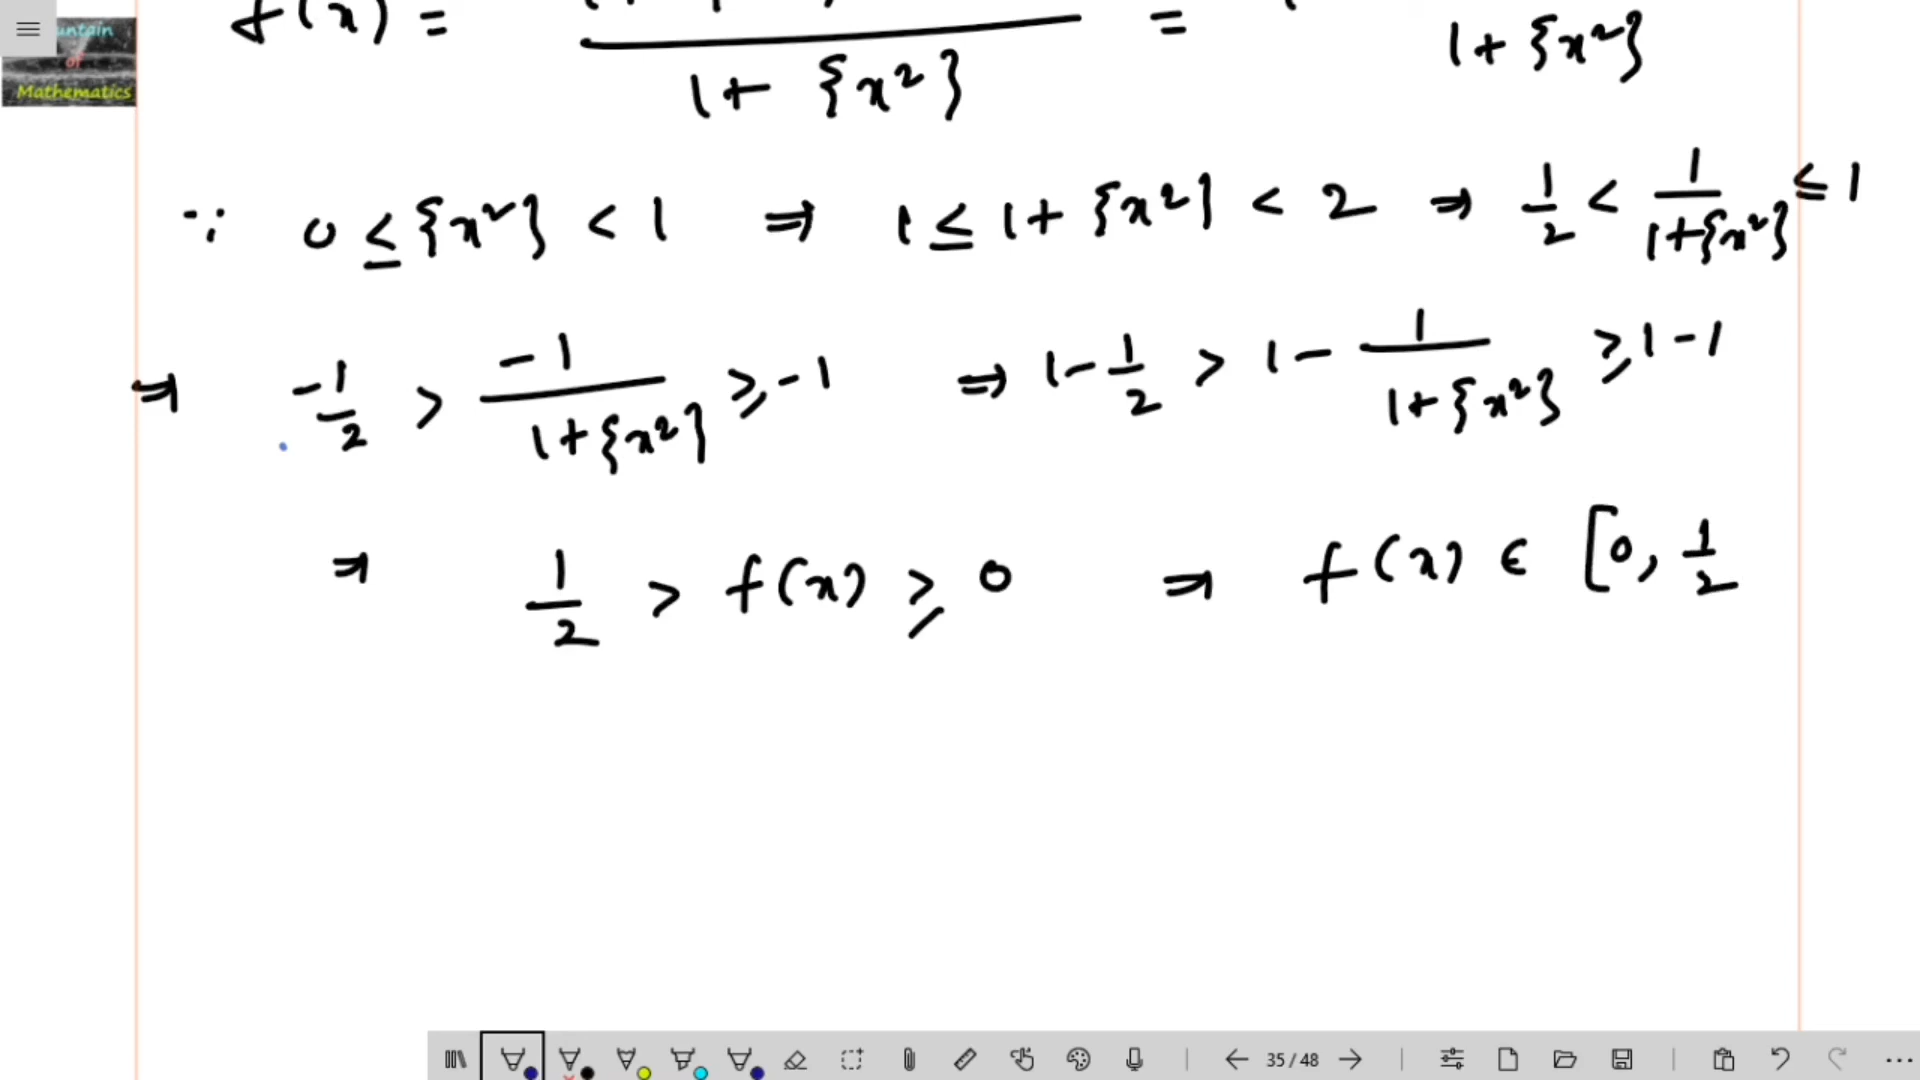 untain
of
Mathematics
f(x) = / 1 + {x²} = / 1 + {x²}
∵ 0 ≤ {x²} < 1 ⇒ 1 ≤ 1 + {x²} < 2 ⇒ 1/2 < 1/(1+{x²}) ≤ 1
⇒ -1/2 > -1/(1+{x²}) ≥ -1 ⇒ 1 - 1/2 > 1 - 1/(1+{x²}) ≥ 1 - 1
⇒ 1/2 > f(x) ≥ 0 ⇒ f(x) ∈ [0, 1/2
35 / 48